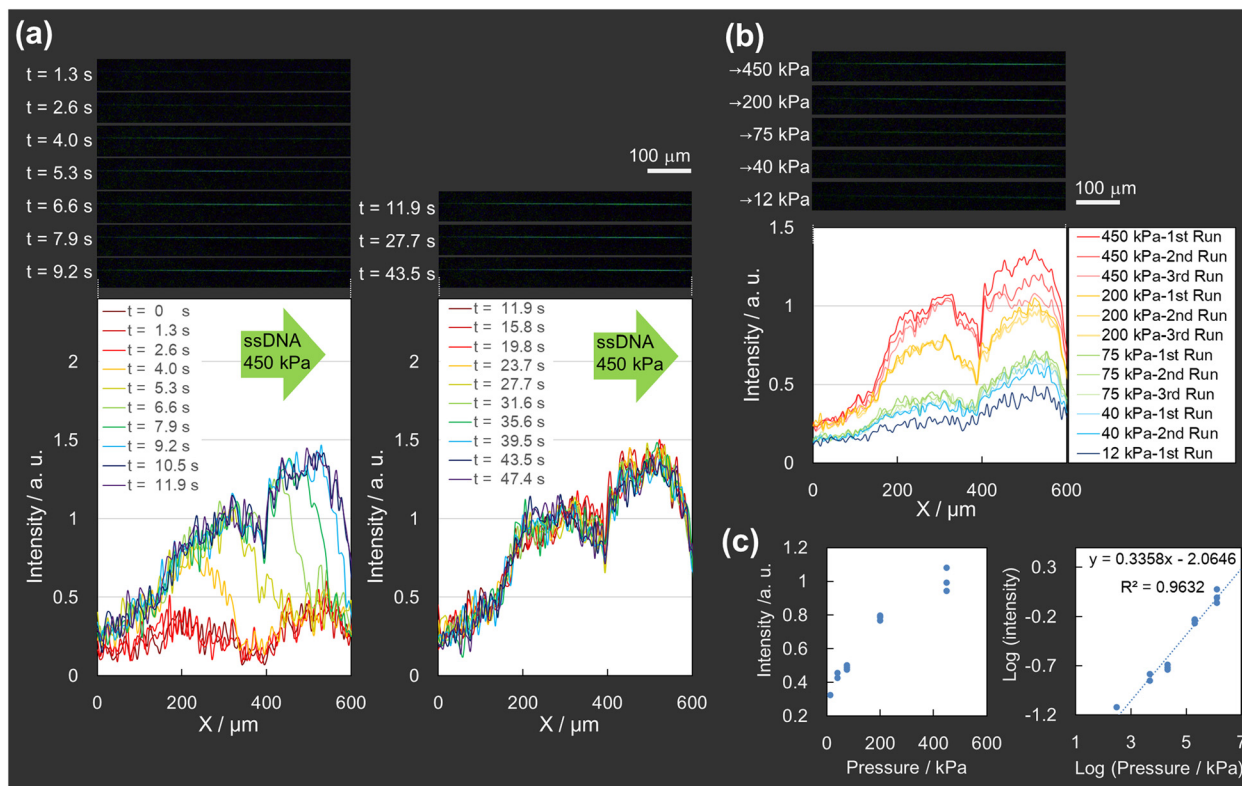 (a)
t = 1.3 s
t = 2.6 s
t = 4.0 s
t = 5.3 s
t = 6.6 s
t = 7.9 s
t = 9.2 s
100 μm
t = 11.9 s
t = 27.7 s
t = 43.5 s
Intensity / a. u.
2
1.5
1
0.5
0
t = 0 s
t = 1.3 s
t = 2.6 s
t = 4.0 s
t = 5.3 s
t = 6.6 s
t = 7.9 s
t = 9.2 s
t = 10.5 s
t = 11.9 s
ssDNA
450 kPa
0 200 400 600
X / μm
Intensity / a. u.
2
1.5
1
0.5
0
t = 11.9 s
t = 15.8 s
t = 19.8 s
t = 23.7 s
t = 27.7 s
t = 31.6 s
t = 35.6 s
t = 39.5 s
t = 43.5 s
t = 47.4 s
ssDNA
450 kPa
0 200 400 600
X / μm
(b)
→450 kPa
→200 kPa
→75 kPa
→40 kPa
→12 kPa
100 μm
Intensity / a. u.
1.5
1
0.5
0
450 kPa-1st Run
450 kPa-2nd Run
450 kPa-3rd Run
200 kPa-1st Run
200 kPa-2nd Run
200 kPa-3rd Run
75 kPa-1st Run
75 kPa-2nd Run
75 kPa-3rd Run
40 kPa-1st Run
40 kPa-2nd Run
12 kPa-1st Run
0 200 400 600
X / μm
(c)
Intensity /a. u.
1.2
1
0.8
0.6
0.4
0.2
0 200 400 600
Pressure / kPa
Log (intensity)
0.3
-0.2
-0.7
-1.2
y = 0.3358x - 2.0646
R² = 0.9632
1 3 5 7
Log (Pressure / kPa)